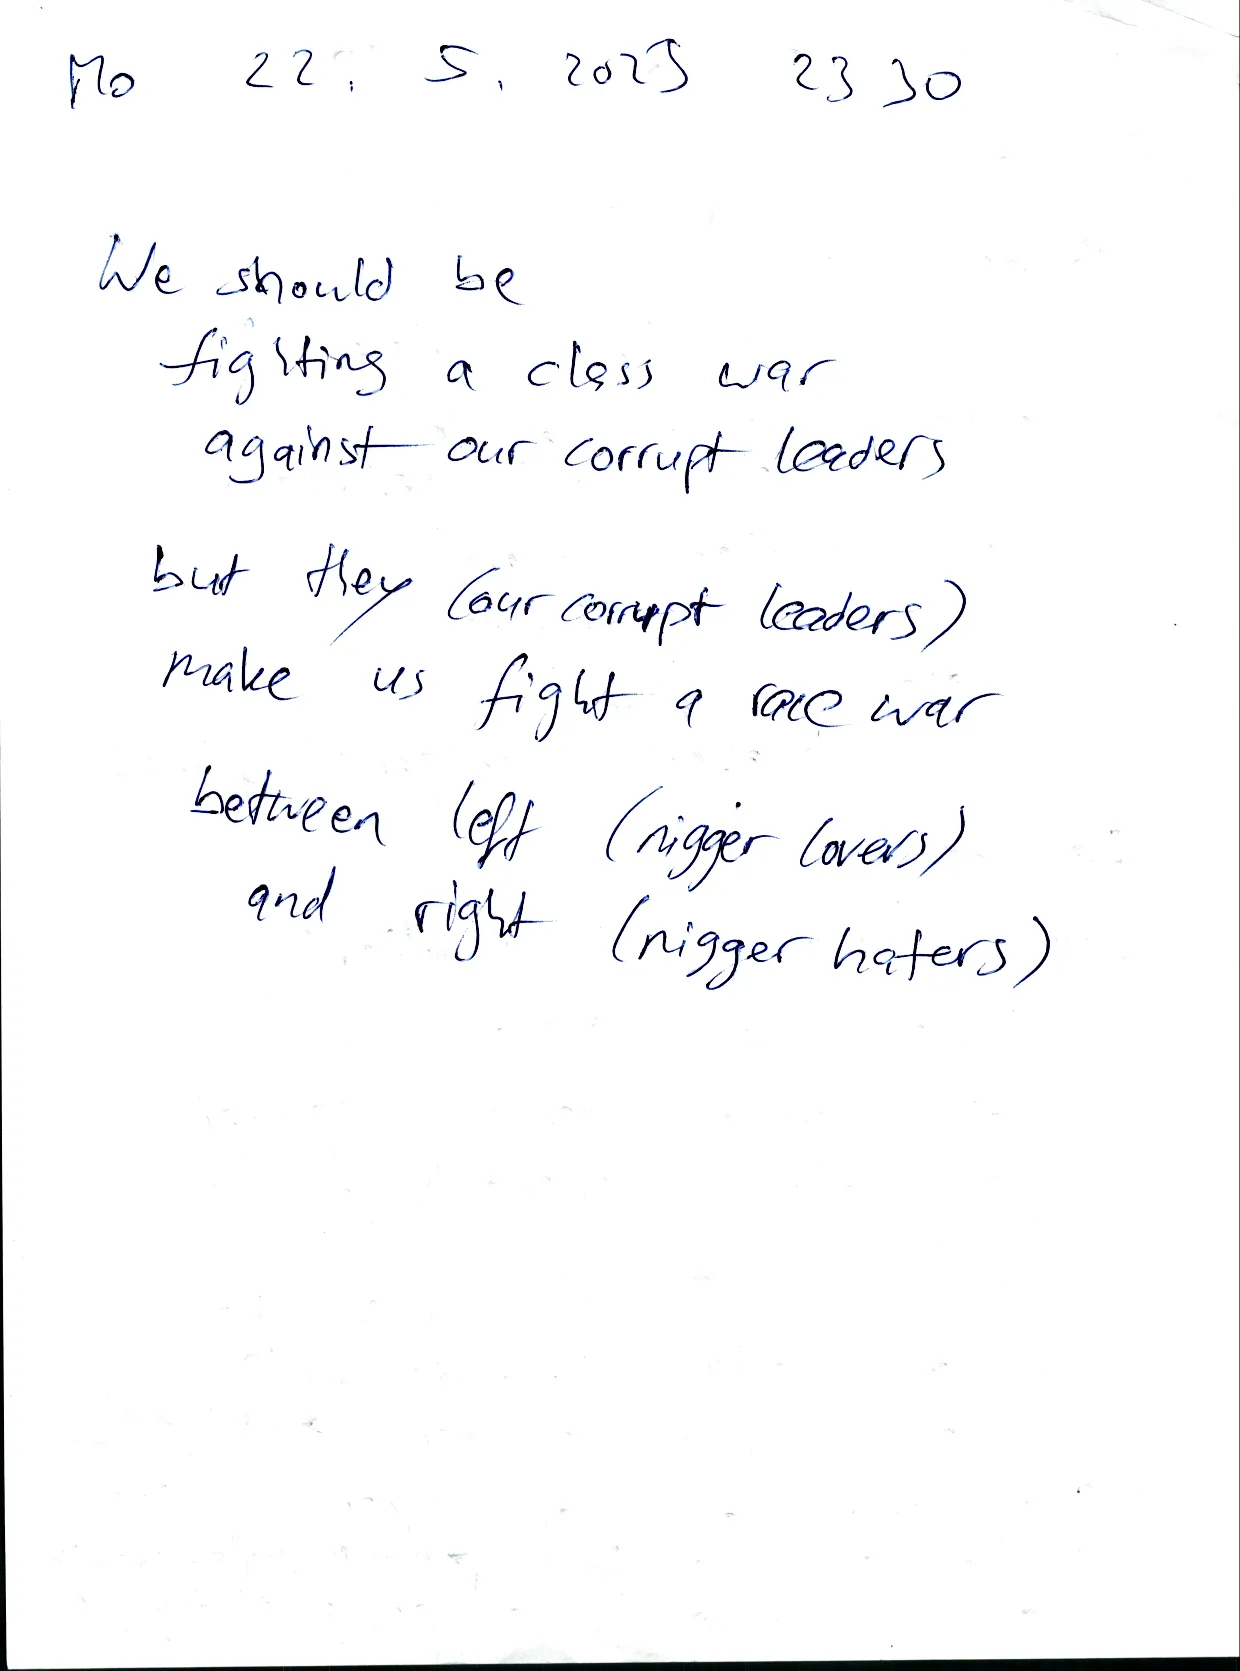 Mo 22. 5. 2023 23 30
We should be
fighting a class war
against our corrupt leaders
but they (our corrupt leaders)
make us fight a race war
between left (nigger lovers)
and right (nigger haters)